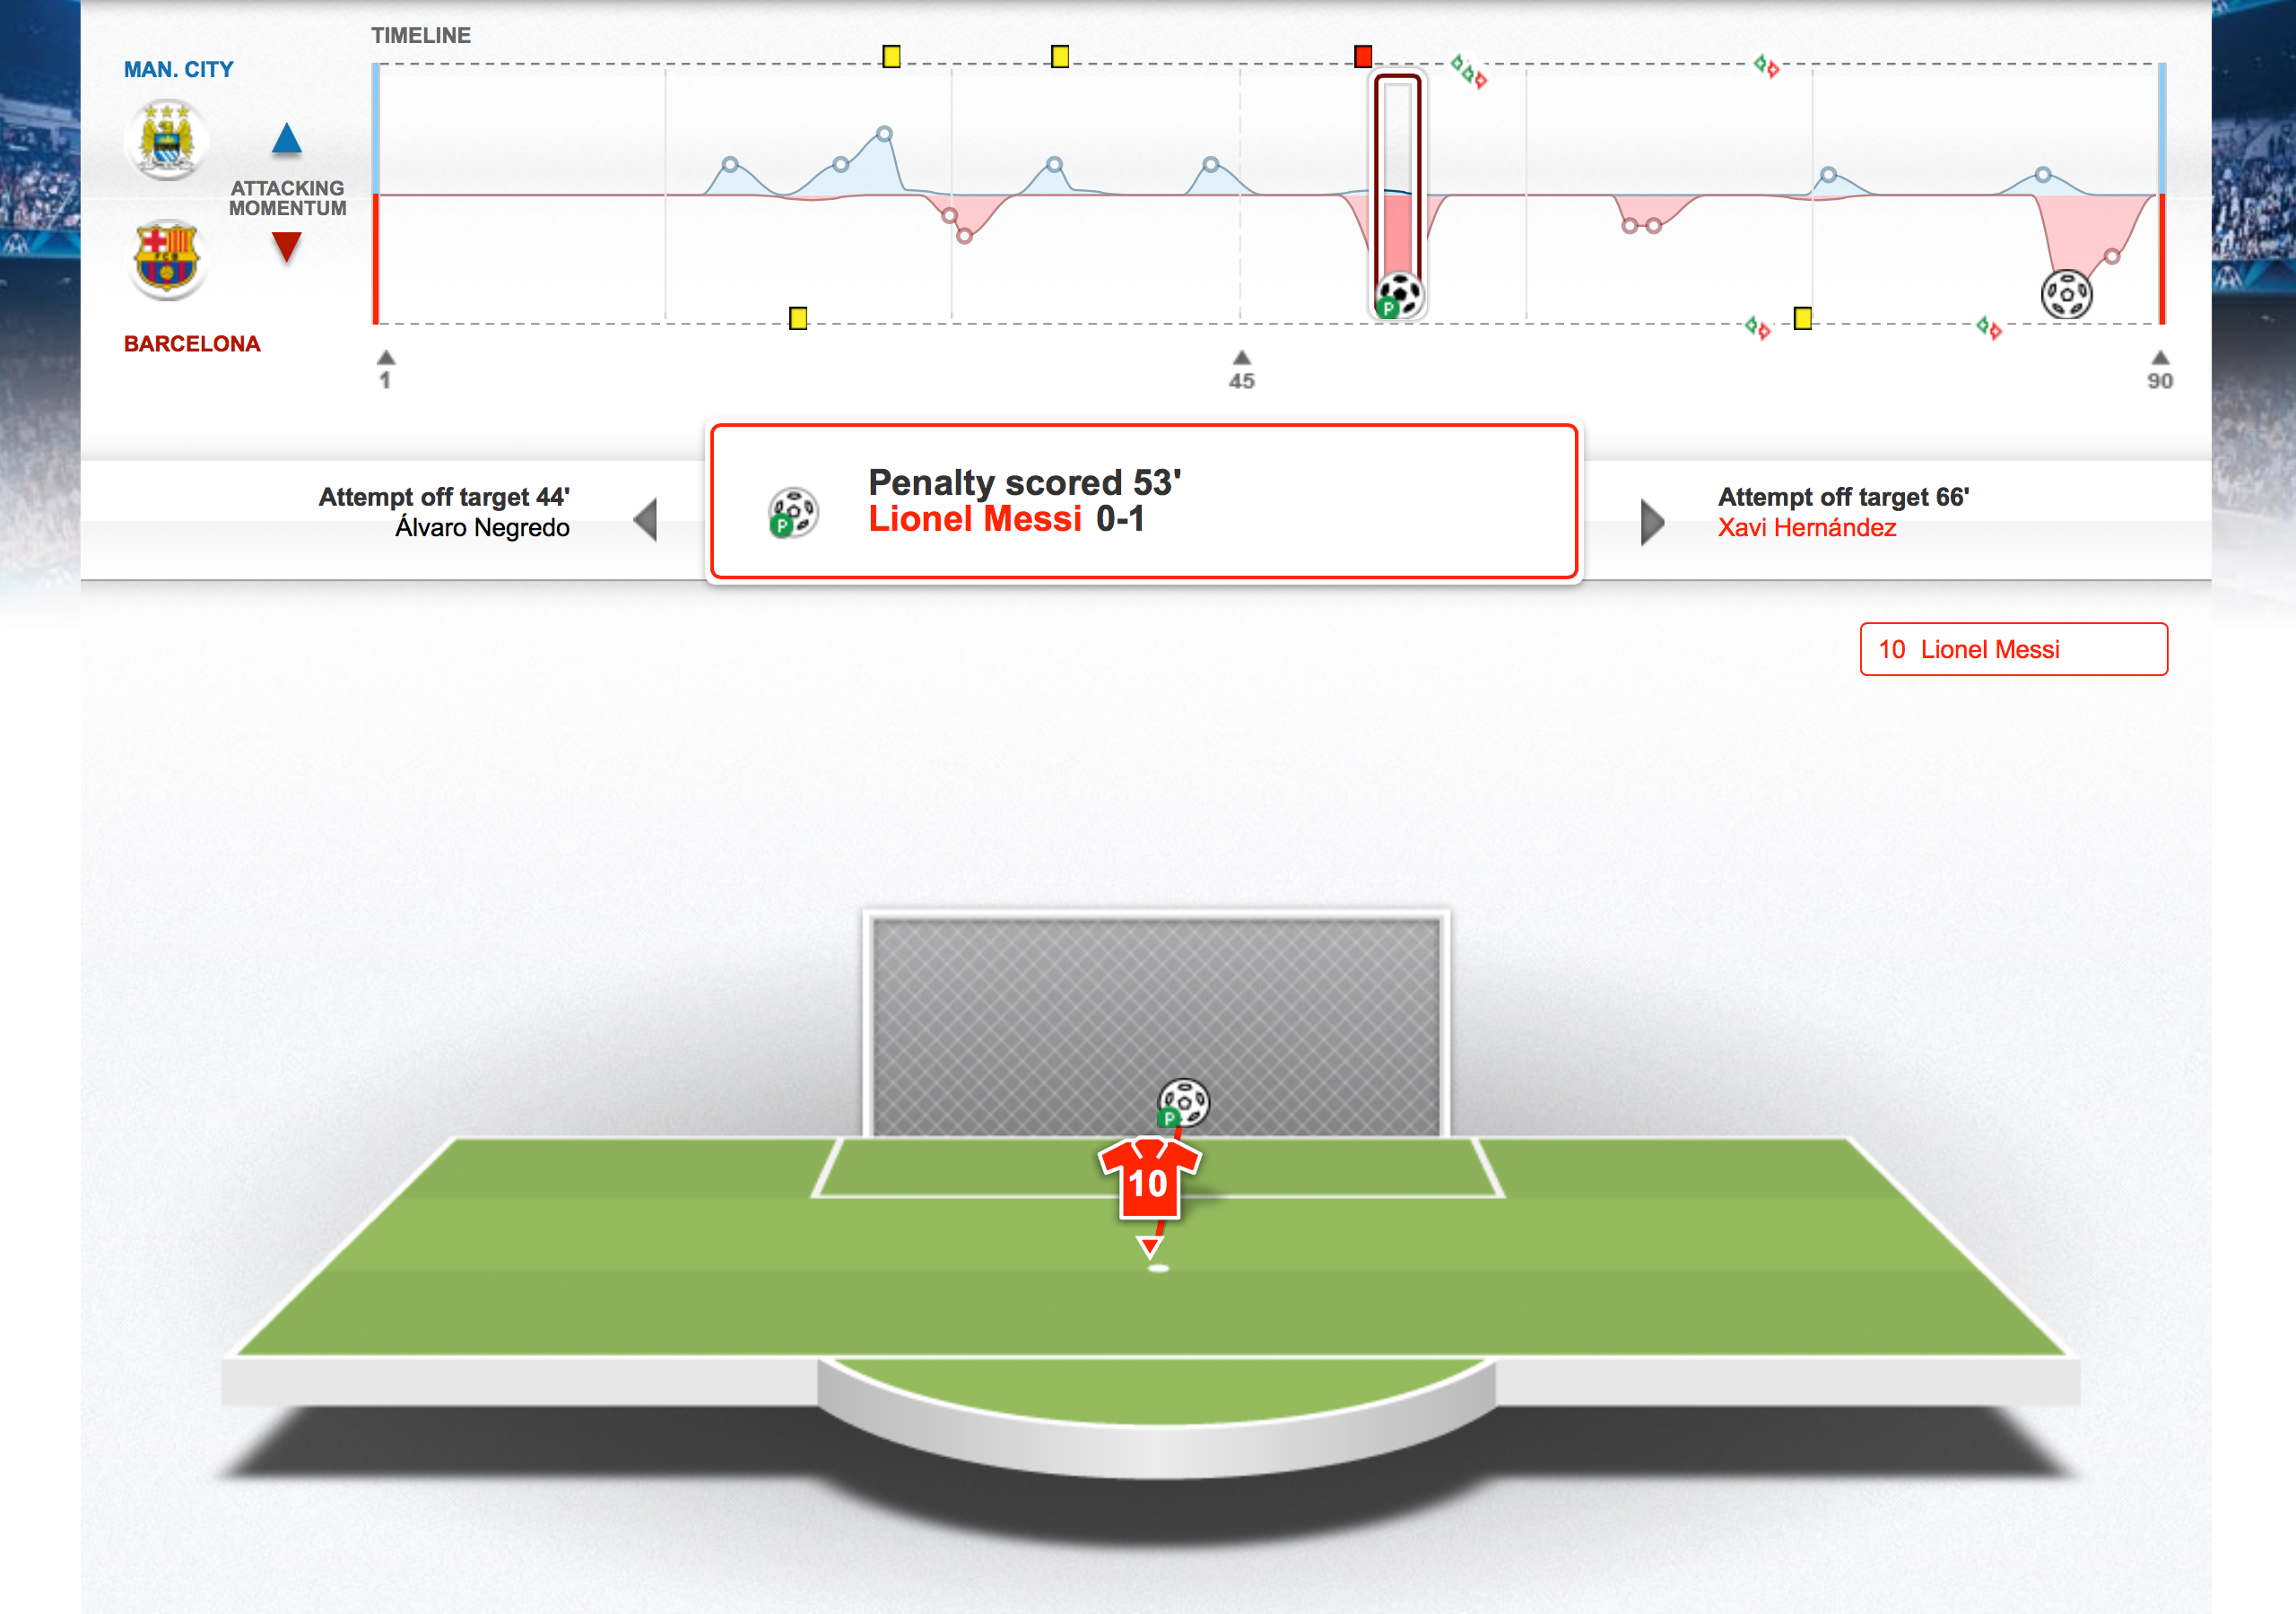 TIMELINE
MAN. CITY
ATTACKING
MOMENTUM
FCB
BARCELONA
P
1
45
90
Attempt off target 44'
Álvaro Negredo
P
Penalty scored 53'
Lionel Messi 0-1
Attempt off target 66'
Xavi Hernández
10 Lionel Messi
P
10